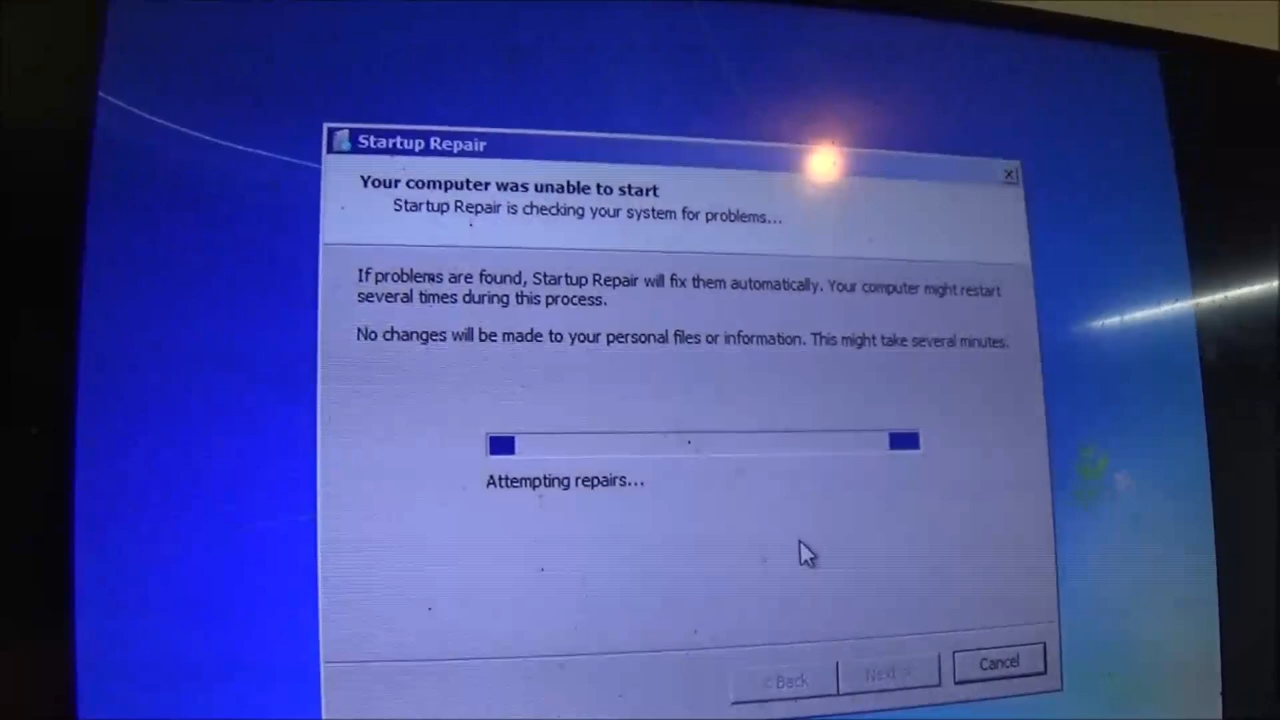 Startup Repair
Your computer was unable to start
Startup Repair is checking your system for problems...
If problems are found, Startup Repair will fix them automatically. Your computer might restart
several times during this process.
No changes will be made to your personal files or information. This might take several minutes.
Attempting repairs...
< Back
Next >
Cancel